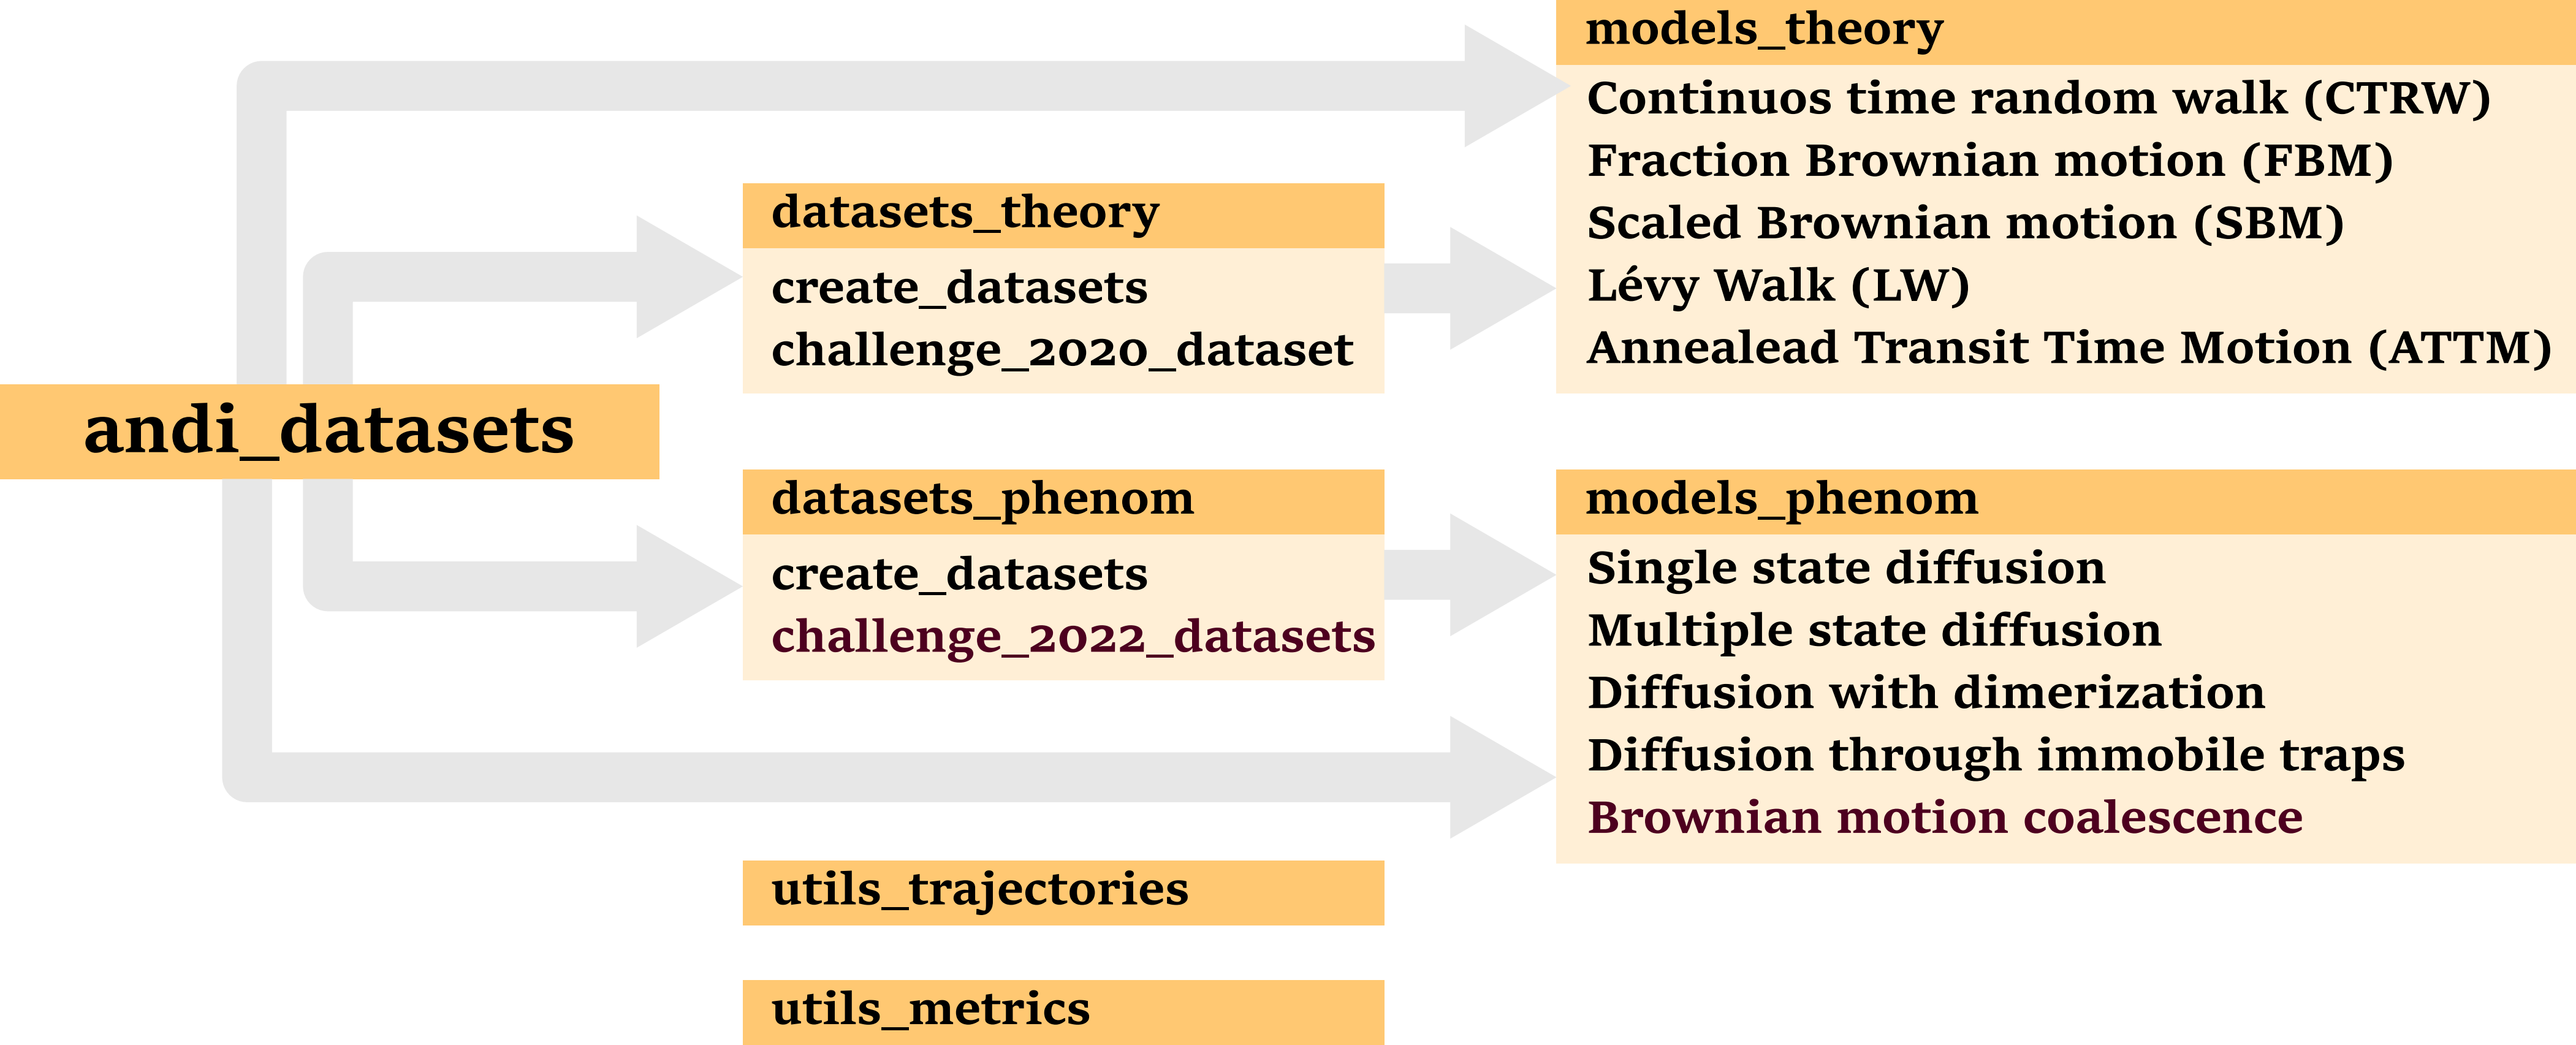 andi_datasets
datasets_theory
create_datasets
challenge_2020_dataset
datasets_phenom
create_datasets
challenge_2022_datasets
utils_trajectories
utils_metrics
models_theory
Continuos time random walk (CTRW)
Fraction Brownian motion (FBM)
Scaled Brownian motion (SBM)
Lévy Walk (LW)
Annealead Transit Time Motion (ATTM)
models_phenom
Single state diffusion
Multiple state diffusion
Diffusion with dimerization
Diffusion through immobile traps
Brownian motion coalescence